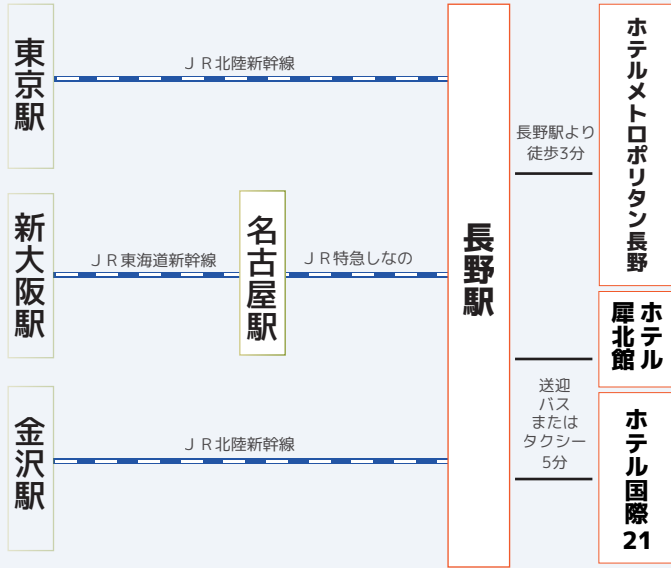 東京駅
ＪＲ北陸新幹線
新大阪駅
ＪＲ東海道新幹線
名古屋駅
ＪＲ特急しなの
金沢駅
ＪＲ北陸新幹線
長野駅
長野駅より
徒歩3分
ホテルメトロポリタン長野
ホテル
犀北館
送迎
バス
または
タクシー
5分
ホテル国際21